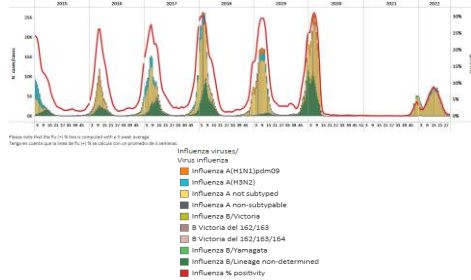 2015 2016 2017 2018 2019 2020 2021 2022
25K
20K
15K
10K
5K
0K
30%
25%
20%
15%
10%
5%
0%
Please note that the flu (+) % line is computed with a 3 week average
Tenga en cuenta que la línea de flu (+) % se calcula con un promedio de 3 semanas.
Influenza viruses/
Virus influenza
Influenza A(H1N1)pdm09
Influenza A(H3N2)
Influenza A not subtyped
Influenza A non-subtypable
Influenza B/Victoria
B Victoria del 162/163
B Victoria del 162/163/164
Influenza B/Yamagata
Influenza B/Lineage non-determined
Influenza % positivity